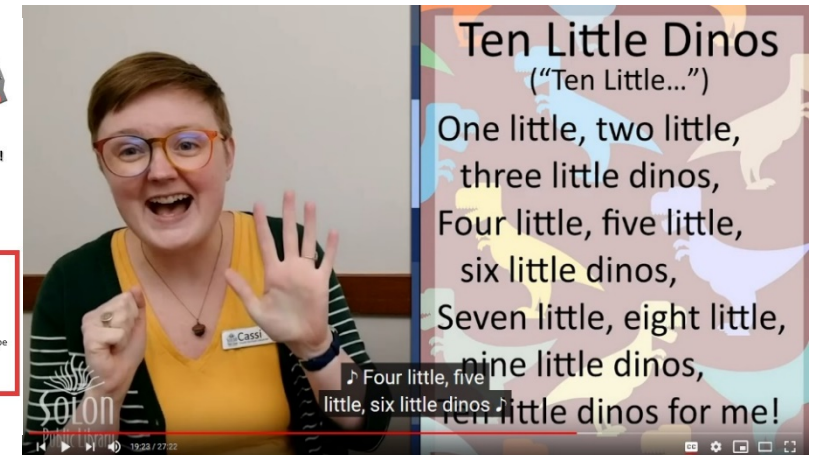 Ten Little Dinos
("Ten Little...")
One little, two little,
three little dinos,
Four little, five little,
six little dinos,
Seven little, eight little,
nine little dinos,
Ten little dinos for me!
Cassi
♪ Four little, five
little, six little dinos ♪
SOLON
Public Library
19:23 / 27:22
CC